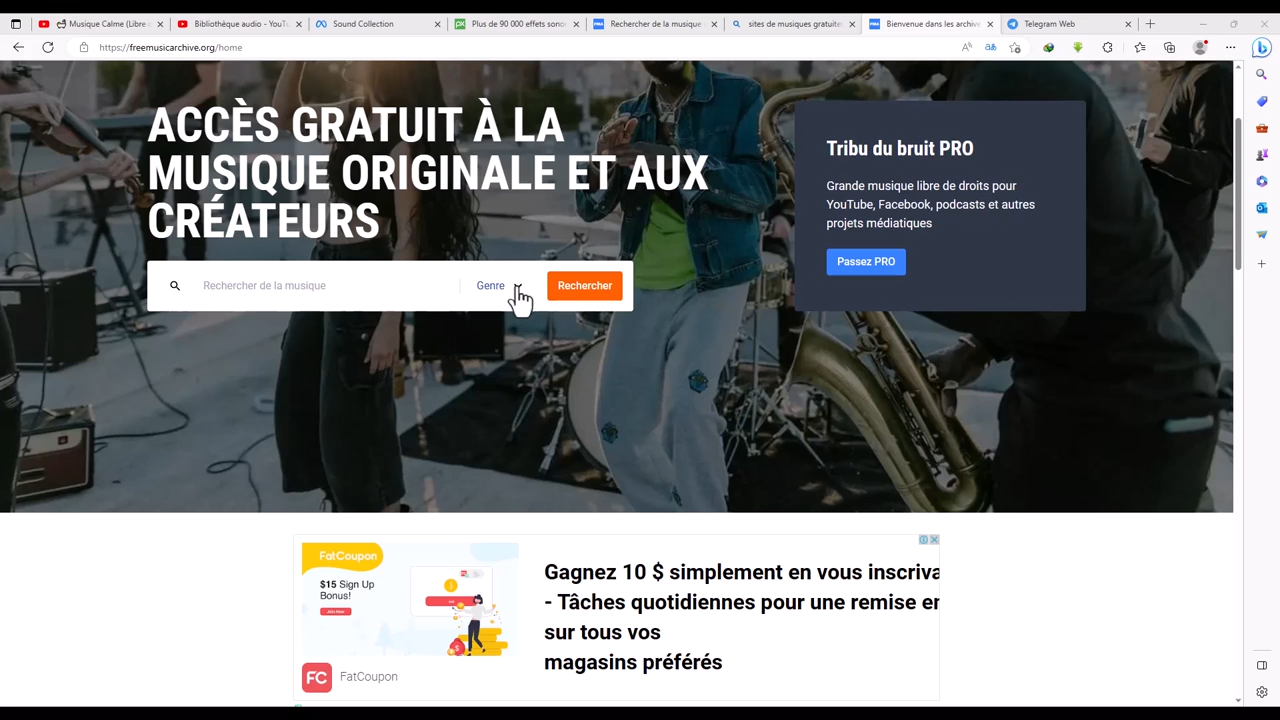 Musique Calme (Libre
Bibliothèque audio - YouTu
Sound Collection
Plus de 90 000 effets sono
Rechercher de la musique
sites de musiques gratuite
Bienvenue dans les archive
Telegram Web
https://freemusicarchive.org/home
ACCÈS GRATUIT À LA
MUSIQUE ORIGINALE ET AUX
CRÉATEURS
Rechercher de la musique
Genre
Rechercher
Tribu du bruit PRO
Grande musique libre de droits pour
YouTube, Facebook, podcasts et autres
projets médiatiques
Passez PRO
FatCoupon
$15 Sign Up
Bonus!
Join Now
Gagnez 10 $ simplement en vous inscriva
- Tâches quotidiennes pour une remise en
sur tous vos
magasins préférés
FC
FatCoupon